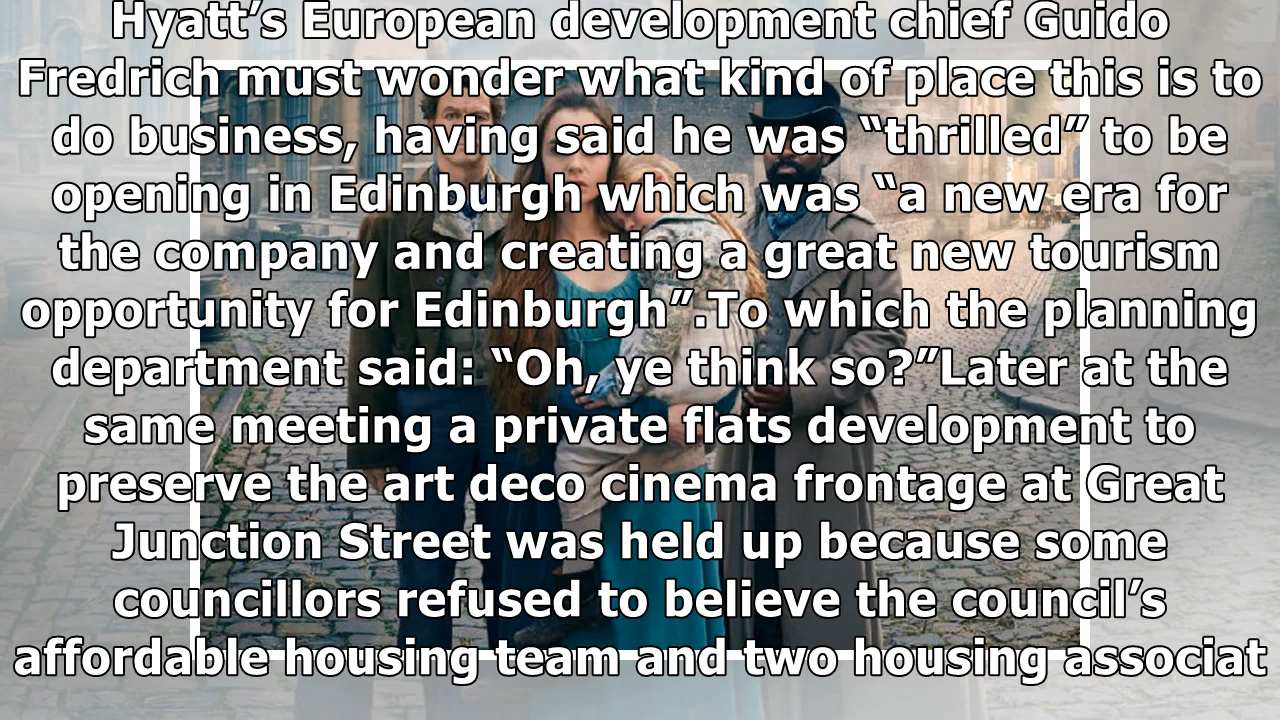 Hyatt’s European development chief Guido
Fredrich must wonder what kind of place this is to
do business, having said he was “thrilled” to be
opening in Edinburgh which was “a new era for
the company and creating a great new tourism
opportunity for Edinburgh”.To which the planning
department said: “Oh, ye think so?”Later at the
same meeting a private flats development to
preserve the art deco cinema frontage at Great
Junction Street was held up because some
councillors refused to believe the council’s
affordable housing team and two housing associat